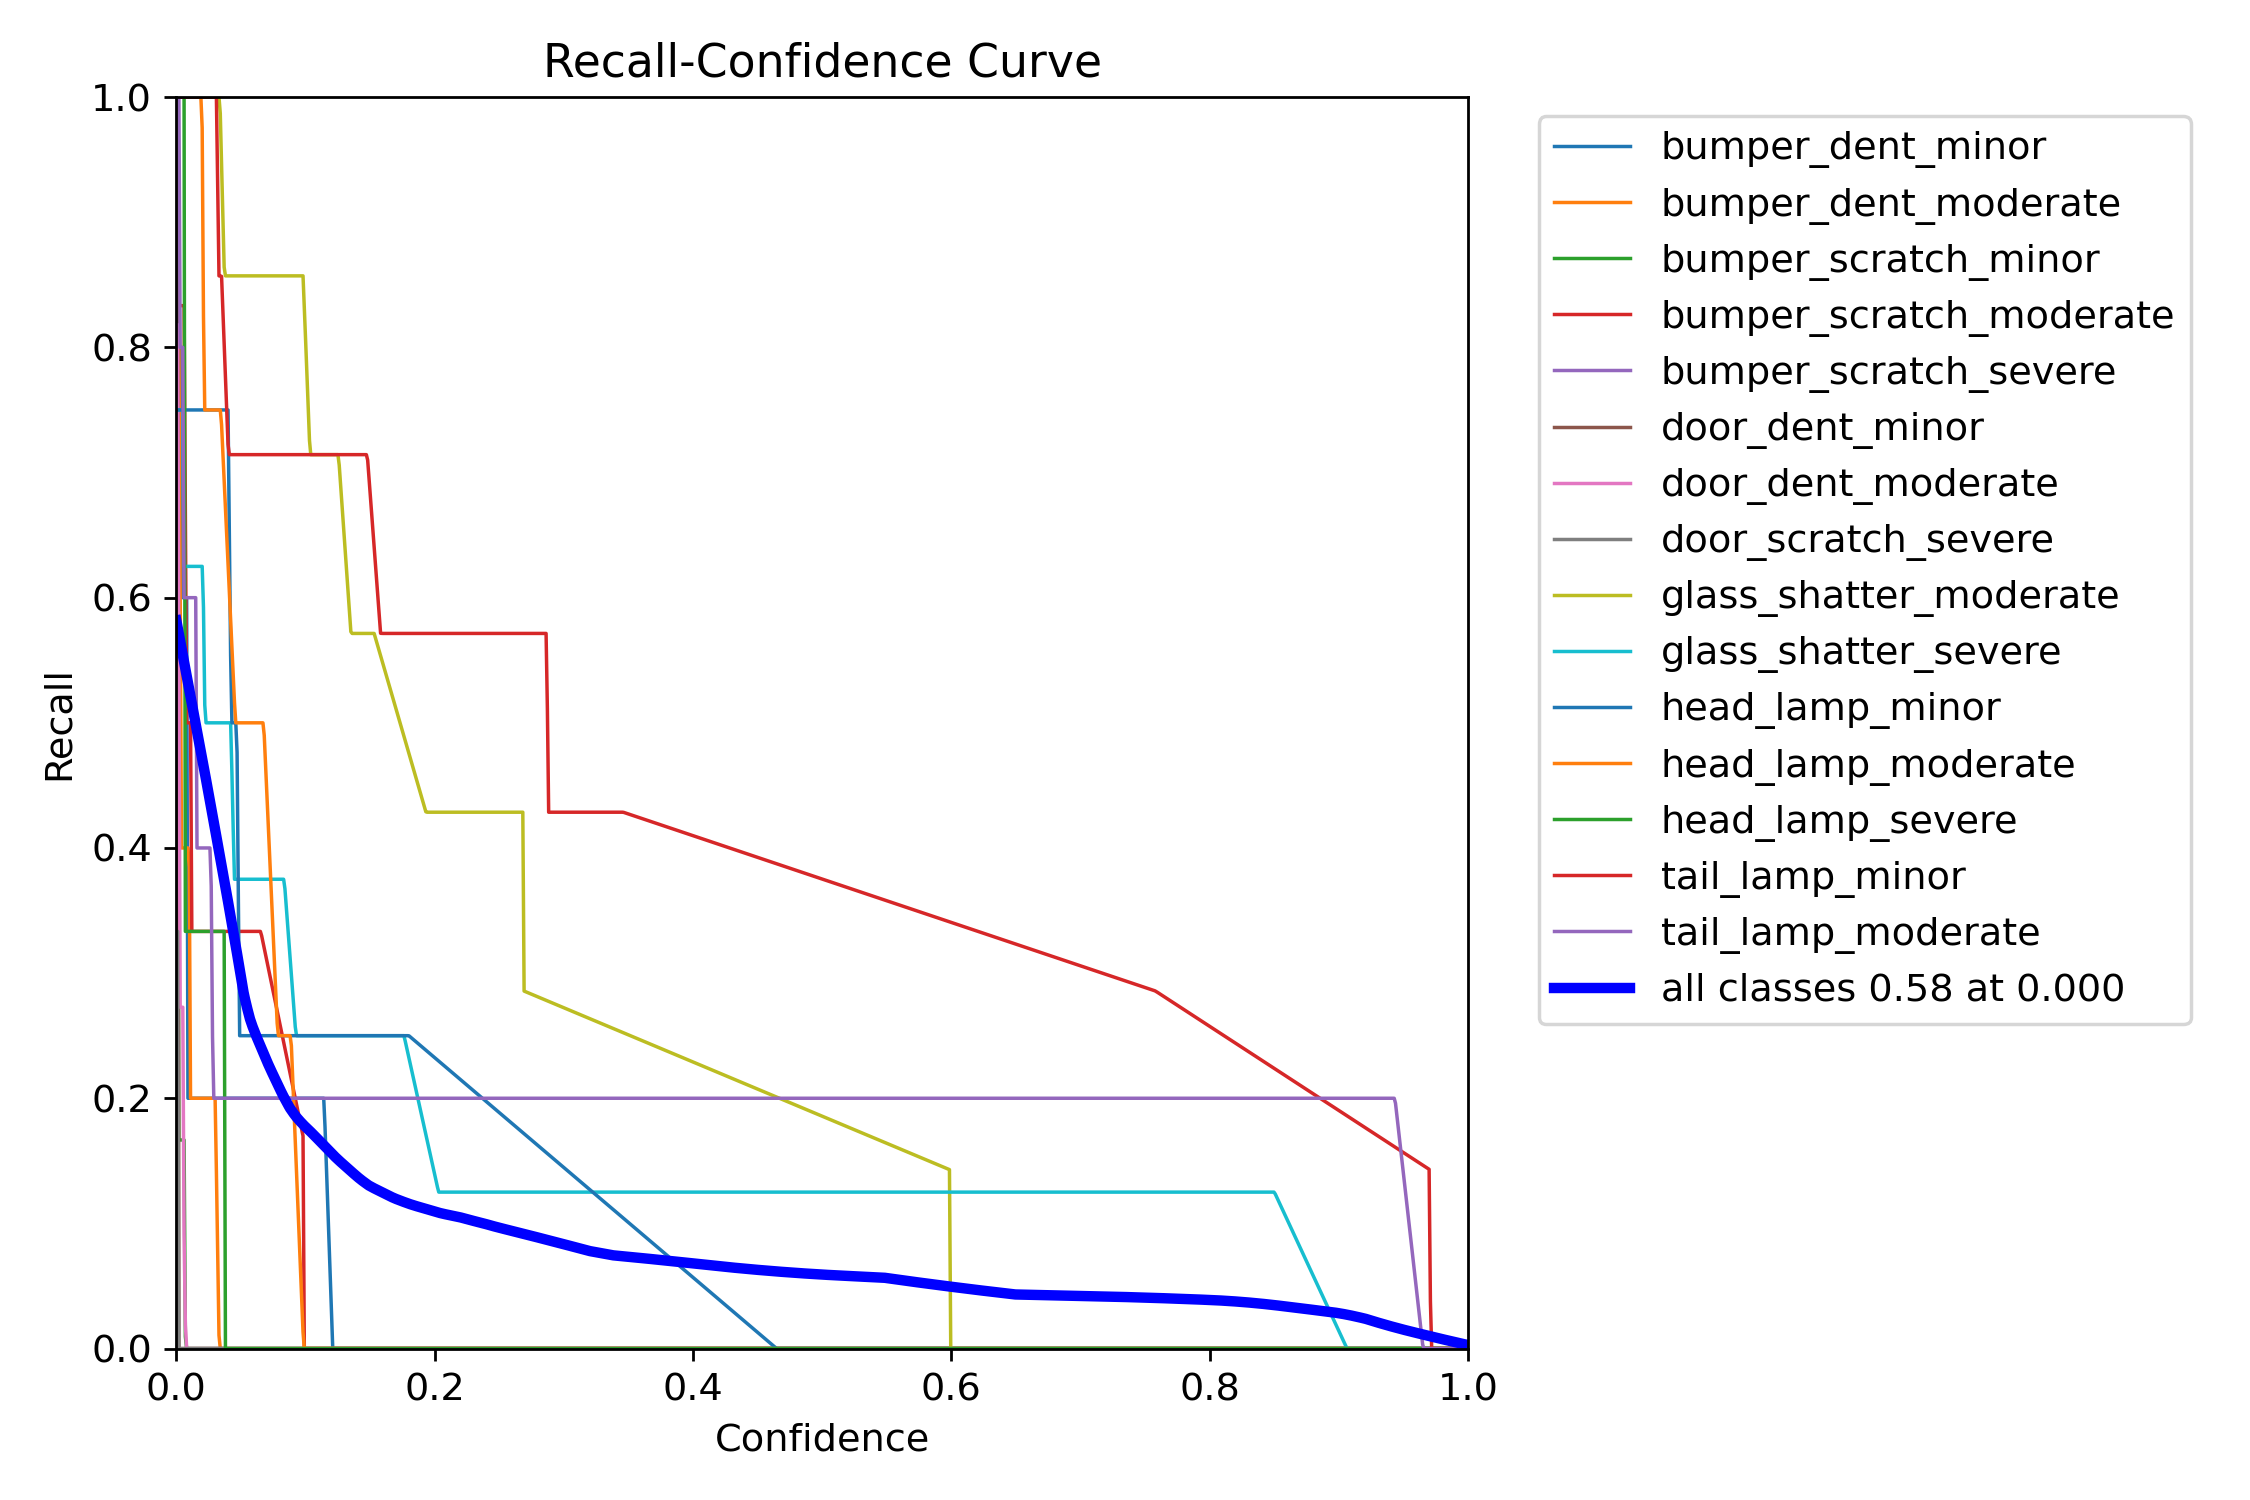 Recall-Confidence Curve
1.0
0.8
0.6
0.4
0.2
0.0
Recall
0.0 0.2 0.4 0.6 0.8 1.0
Confidence
bumper_dent_minor
bumper_dent_moderate
bumper_scratch_minor
bumper_scratch_moderate
bumper_scratch_severe
door_dent_minor
door_dent_moderate
door_scratch_severe
glass_shatter_moderate
glass_shatter_severe
head_lamp_minor
head_lamp_moderate
head_lamp_severe
tail_lamp_minor
tail_lamp_moderate
all classes 0.58 at 0.000